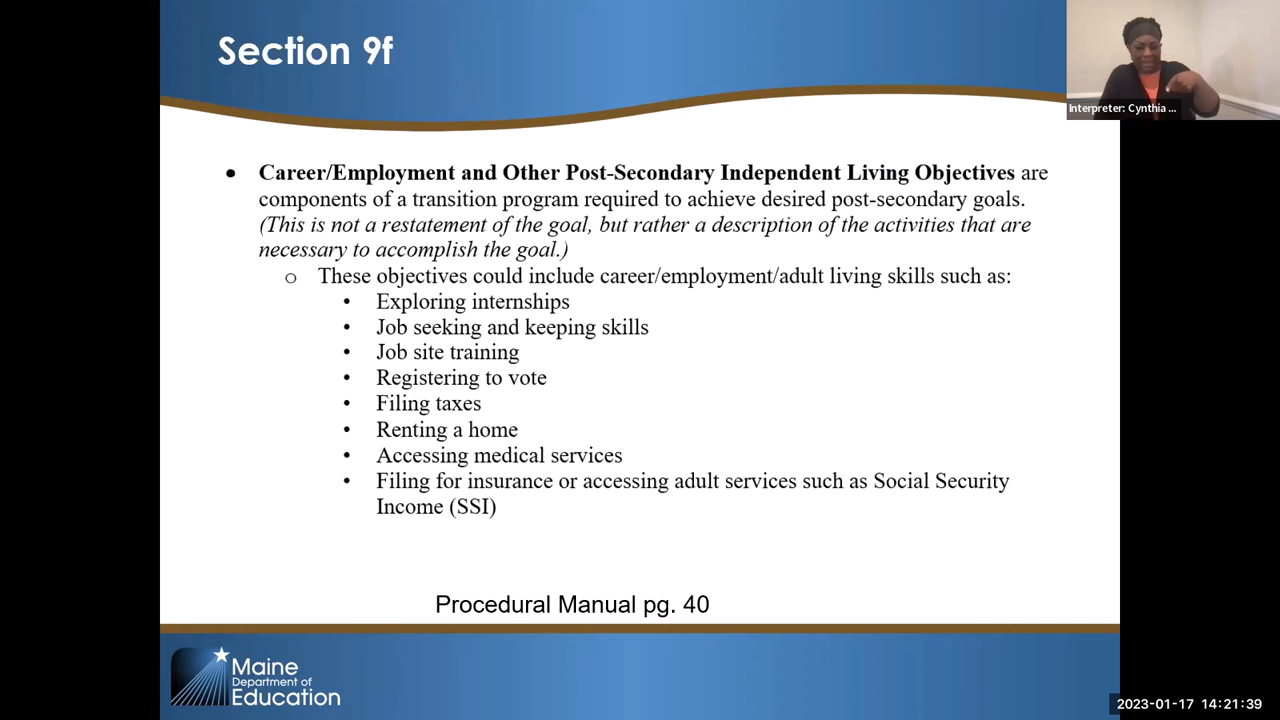 Section 9f
Interpreter: Cynthia ...
• Career/Employment and Other Post-Secondary Independent Living Objectives are
components of a transition program required to achieve desired post-secondary goals.
(This is not a restatement of the goal, but rather a description of the activities that are
necessary to accomplish the goal.)
o These objectives could include career/employment/adult living skills such as:
• Exploring internships
• Job seeking and keeping skills
• Job site training
• Registering to vote
• Filing taxes
• Renting a home
• Accessing medical services
• Filing for insurance or accessing adult services such as Social Security
Income (SSI)
Procedural Manual pg. 40
Maine
Department of
Education
2023-01-17 14:21:39